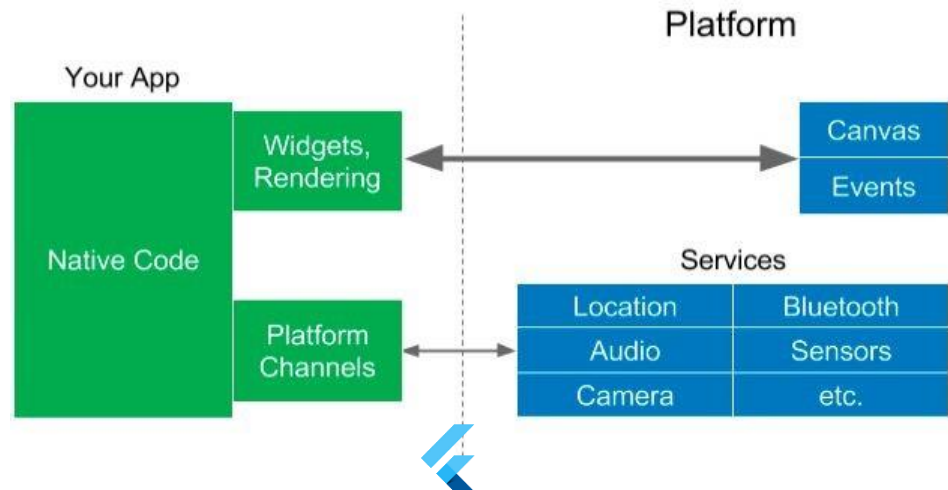 Platform
Your App
Native Code
Widgets,
Rendering
Platform
Channels
Canvas
Events
Services
Location
Bluetooth
Audio
Sensors
Camera
etc.